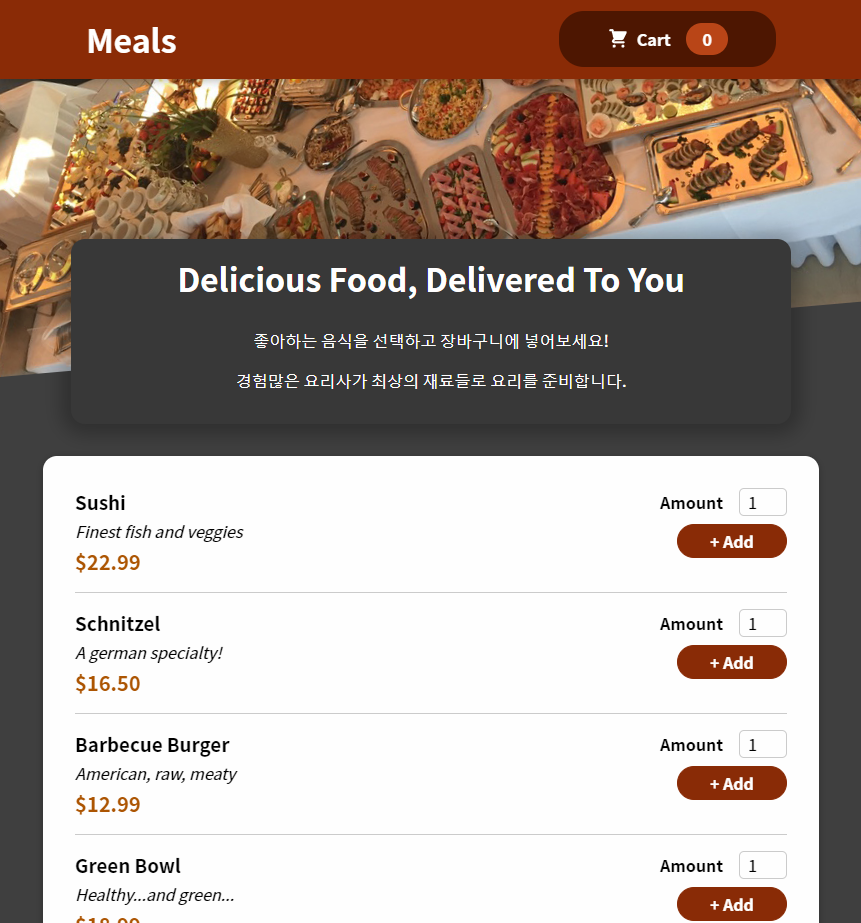 Meals
Cart 0
Delicious Food, Delivered To You
좋아하는 음식을 선택하고 장바구니에 넣어보세요!
경험많은 요리사가 최상의 재료들로 요리를 준비합니다.
Sushi
Amount 1
Finest fish and veggies
+ Add
$22.99
Schnitzel
Amount 1
A german specialty!
+ Add
$16.50
Barbecue Burger
Amount 1
American, raw, meaty
+ Add
$12.99
Green Bowl
Amount 1
Healthy...and green...
+ Add
$18.99